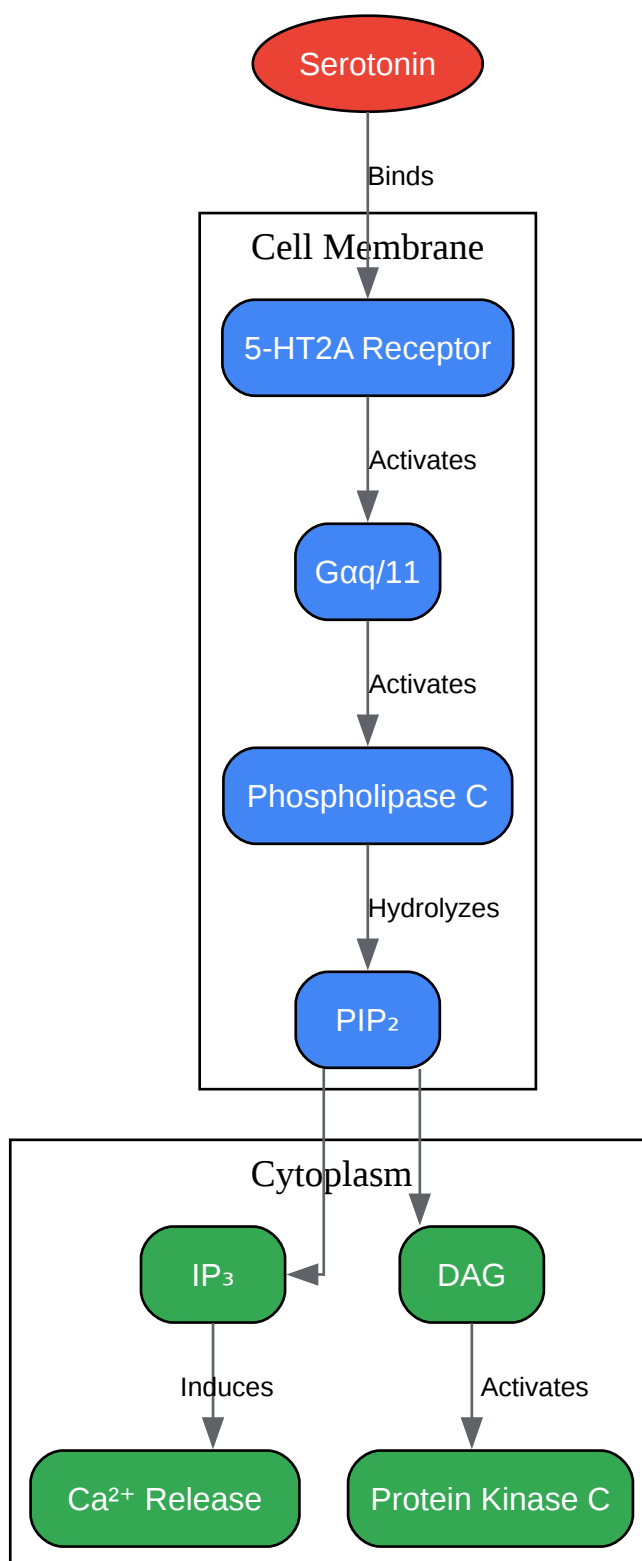 Serotonin
Binds
Cell Membrane
5-HT2A Receptor
Activates
Gαq/11
Activates
Phospholipase C
Hydrolyzes
PIP₂
Cytoplasm
IP₃
DAG
Induces
Activates
Ca²⁺ Release
Protein Kinase C